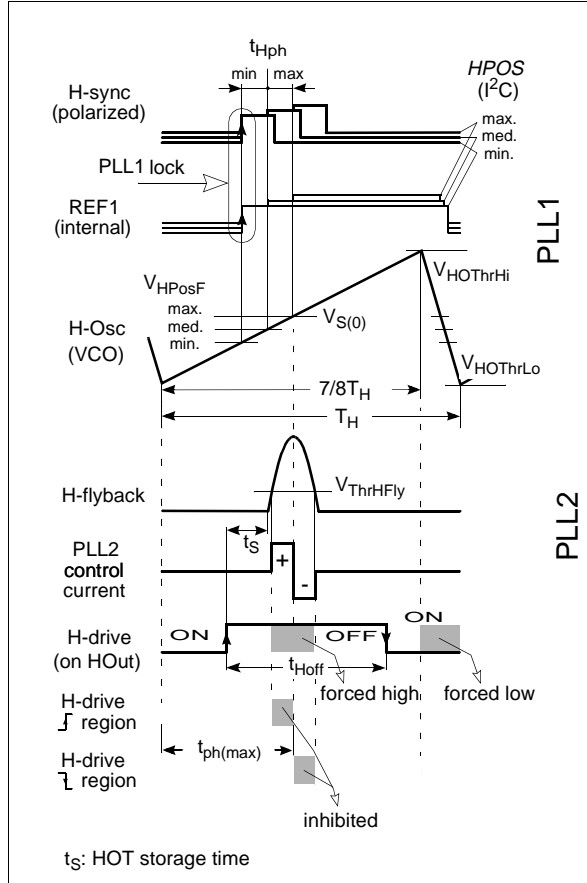 tHph
min max
HPOS
(I2C)
H-sync
(polarized)
max.
med.
min.
PLL1 lock
REF1
(internal)
PLL1
VHPosF
max.
med.
min.
VHOThrHi
VS(0)
H-Osc
(VCO)
VHOThrLo
7/8TH
TH
H-flyback
VThrHFly
tS
PLL2
PLL2
control
current
+
-
H-drive
(on HOut)
ON
OFF
ON
tHoff
forced high
forced low
H-drive
region
tph(max)
H-drive
region
inhibited
tS: HOT storage time